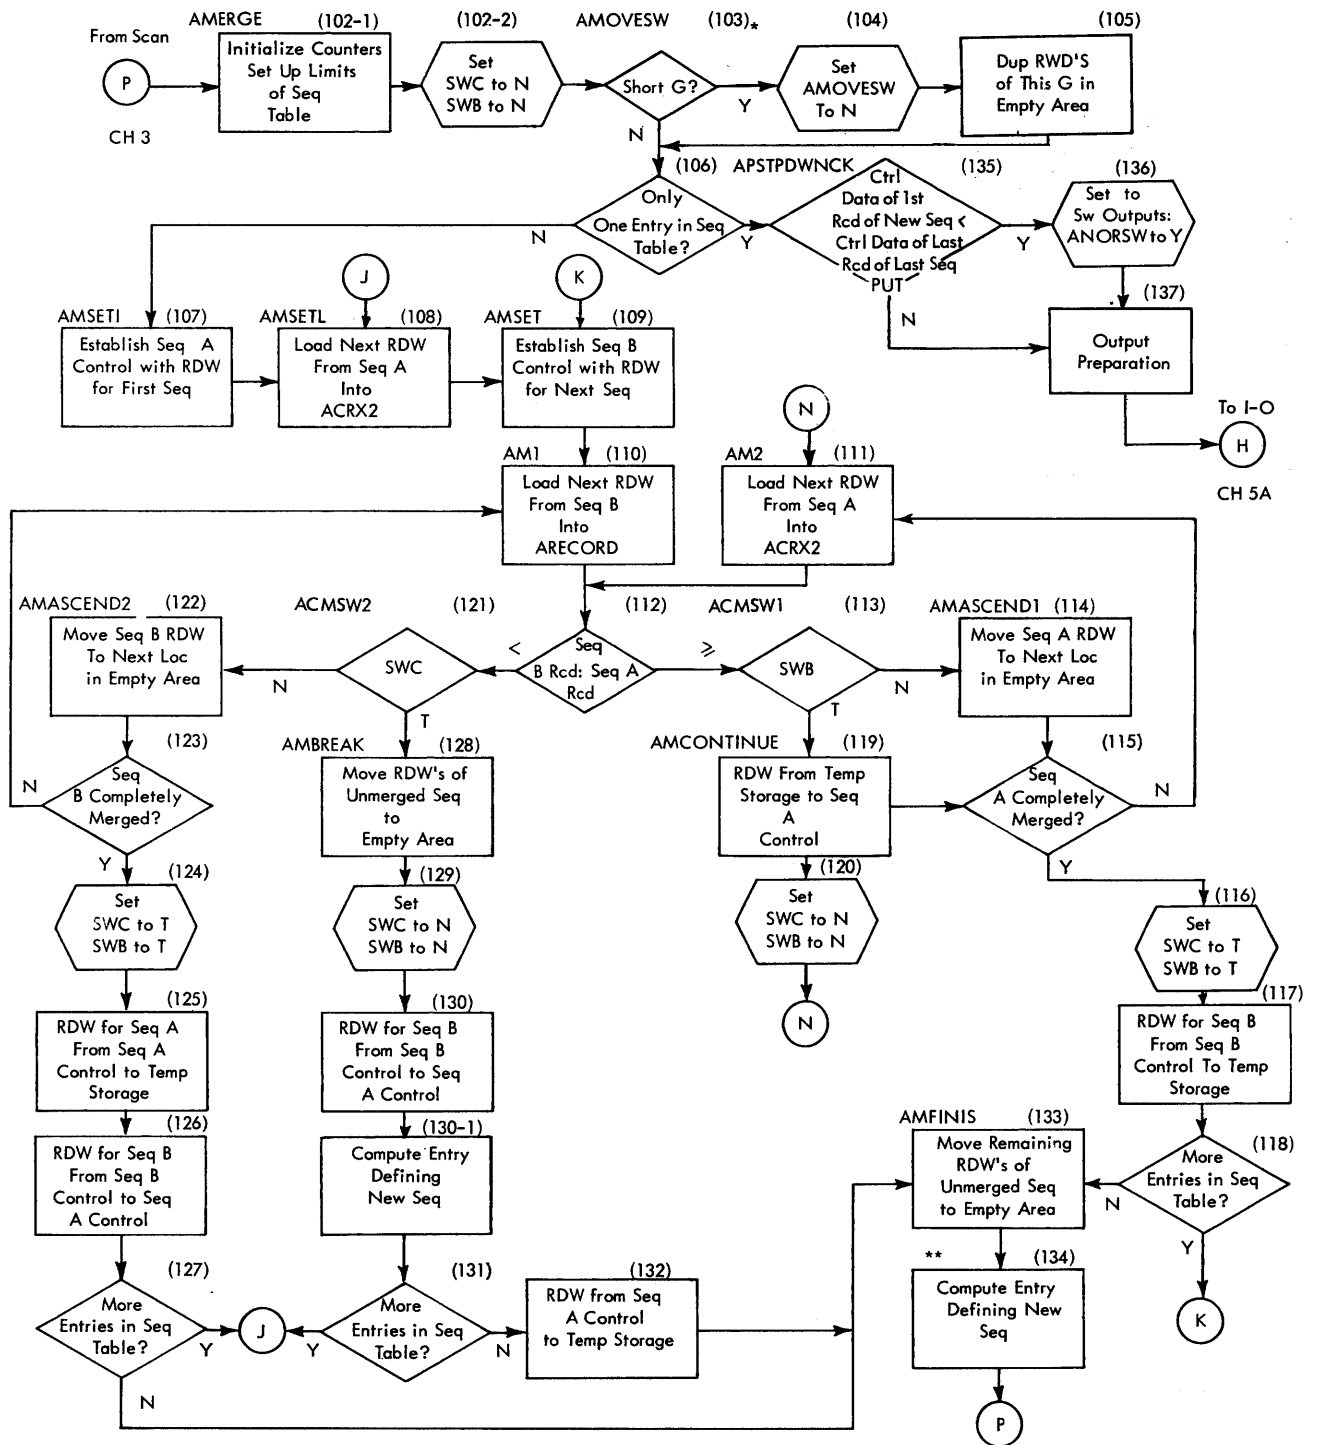 From Scan
P
CH 3
AMERGE (102-1)
Initialize Counters
Set Up Limits
of Seq
Table
(102-2)
Set
SWC to N
SWB to N
AMOVESW (103)*
Short G?
Y
N
(104)
Set
AMOVESW
To N
(105)
Dup RWD'S
of This G in
Empty Area
(106)
Only
One Entry in Seq
Table?
N
Y
APSTPDWNCK (135)
Ctrl
Data of 1st
Rcd of New Seq <
Ctrl Data of Last
Rcd of Last Seq
PUT
Y
N
(136)
Set to
Sw Outputs:
ANORSW to Y
(137)
Output
Preparation
To I-O
H
CH 5A
J
K
AMSETI (107)
Establish Seq A
Control with RDW
for First Seq
AMSETL (108)
Load Next RDW
From Seq A
Into
ACRX2
AMSET (109)
Establish Seq B
Control with RDW
for Next Seq
N
AM1 (110)
Load Next RDW
From Seq B
Into
ARECORD
AM2 (111)
Load Next RDW
From Seq A
Into
ACRX2
AMASCEND2 (122)
Move Seq B RDW
To Next Loc
in Empty Area
ACMSW2 (121)
SWC
N
T
(112)
Seq
B Rcd: Seq A
Rcd
<
≥
ACMSW1 (113)
SWB
N
T
AMASCEND1 (114)
Move Seq A RDW
To Next Loc
in Empty Area
(123)
Seq
B Completely
Merged?
N
Y
AMBREAK (128)
Move RDW's of
Unmerged Seq
to
Empty Area
AMCONTINUE (119)
RDW From Temp
Storage to Seq
A
Control
(115)
Seq
A Completely
Merged?
N
Y
(124)
Set
SWC to T
SWB to T
(129)
Set
SWC to N
SWB to N
(120)
Set
SWC to N
SWB to N
N
(116)
Set
SWC to T
SWB to T
(125)
RDW for Seq A
From Seq A
Control to Temp
Storage
(130)
RDW for Seq B
From Seq B
Control to Seq
A Control
(117)
RDW for Seq B
From Seq B
Control To Temp
Storage
(126)
RDW for Seq B
From Seq B
Control to Seq
A Control
(130-1)
Compute Entry
Defining
New Seq
AMFINIS (133)
Move Remaining
RDW's of
Unmerged Seq
to Empty Area
(118)
More
Entries in Seq
Table?
N
Y
K
(127)
More
Entries in Seq
Table?
Y
N
J
(131)
More
Entries in Seq
Table?
Y
N
(132)
RDW from Seq
A Control
to Temp Storage
** (134)
Compute Entry
Defining New
Seq
P